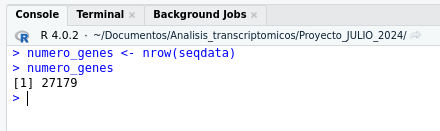 Console Terminal × Background Jobs ×
R 4.0.2 · ~/Documentos/Analisis_transcriptomicos/Proyecto_JULIO_2024/
> numero_genes <- nrow(seqdata)
> numero_genes
[1] 27179
>